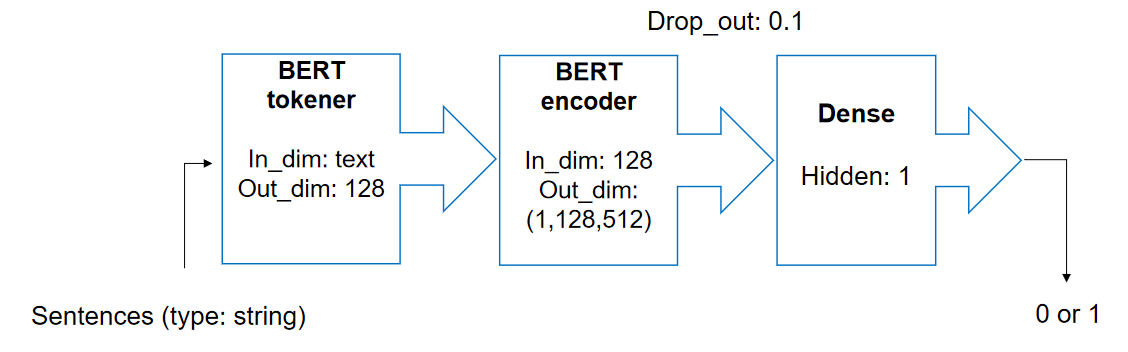 Drop_out: 0.1
BERT
tokener
In_dim: text
Out_dim: 128
BERT
encoder
In_dim: 128
Out_dim:
(1,128,512)
Dense
Hidden: 1
Sentences (type: string)
0 or 1